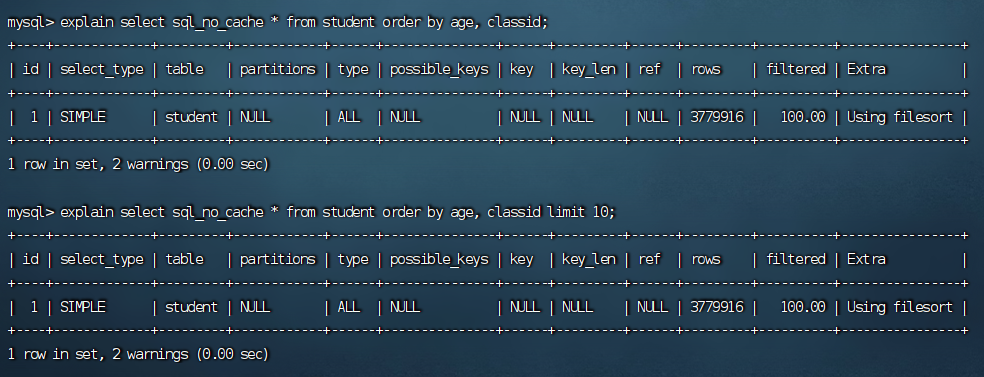 mysql> explain select sql_no_cache * from student order by age, classid;
+----+-------------+---------+------------+------+---------------+------+---------+------+---------+----------+----------------+
| id | select_type | table   | partitions | type | possible_keys | key  | key_len | ref  | rows    | filtered | Extra          |
+----+-------------+---------+------------+------+---------------+------+---------+------+---------+----------+----------------+
|  1 | SIMPLE      | student | NULL       | ALL  | NULL          | NULL | NULL    | NULL | 3779916 |   100.00 | Using filesort |
+----+-------------+---------+------------+------+---------------+------+---------+------+---------+----------+----------------+
1 row in set, 2 warnings (0.00 sec)
mysql> explain select sql_no_cache * from student order by age, classid limit 10;
+----+-------------+---------+------------+------+---------------+------+---------+------+---------+----------+----------------+
| id | select_type | table   | partitions | type | possible_keys | key  | key_len | ref  | rows    | filtered | Extra          |
+----+-------------+---------+------------+------+---------------+------+---------+------+---------+----------+----------------+
|  1 | SIMPLE      | student | NULL       | ALL  | NULL          | NULL | NULL    | NULL | 3779916 |   100.00 | Using filesort |
+----+-------------+---------+------------+------+---------------+------+---------+------+---------+----------+----------------+
1 row in set, 2 warnings (0.00 sec)